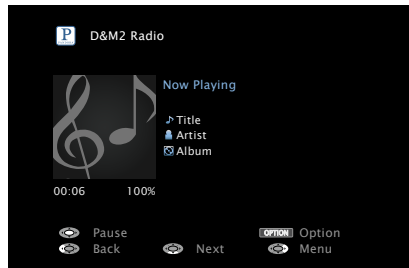 P D&M2 Radio
Now Playing
Title
Artist
Album
00:06 100%
Pause OPTION Option
Back Next Menu